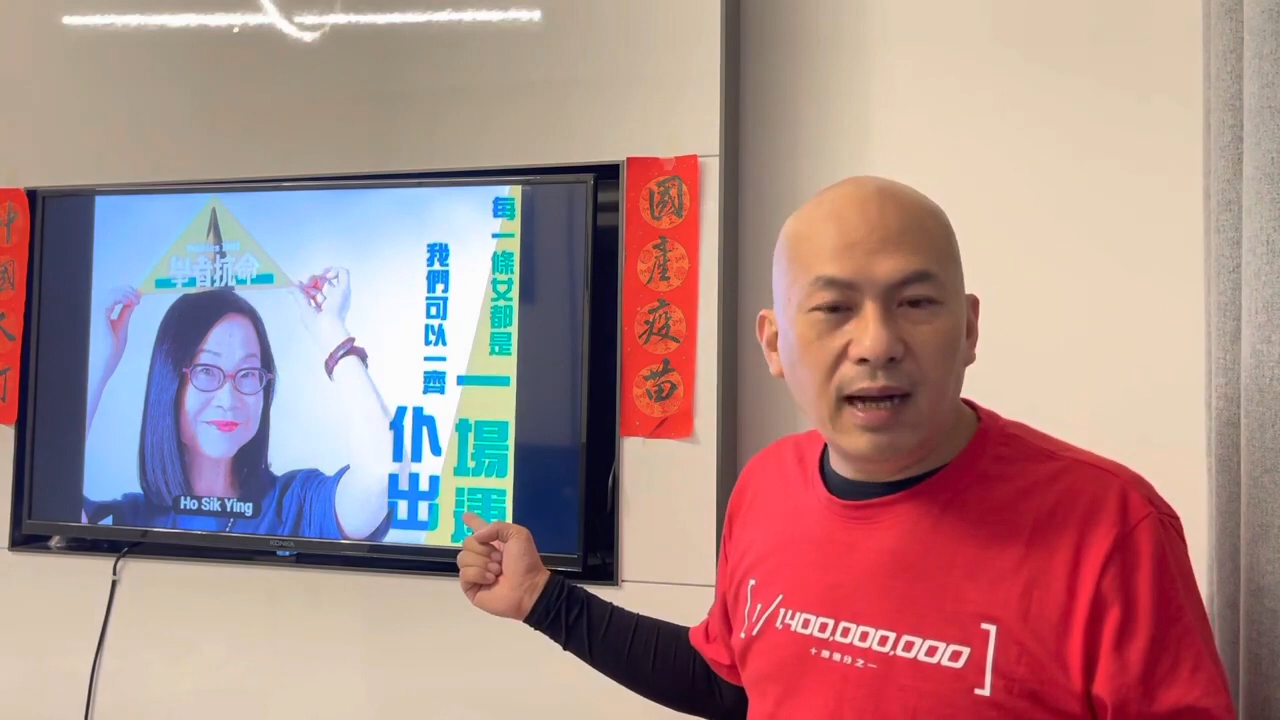 學者抗命
每一條女都是
一場運
我們可以一齊
仆出
Ho Sik Ying
KONKA
國產疫苗
[1/1,400,000,000]
十四億分之一